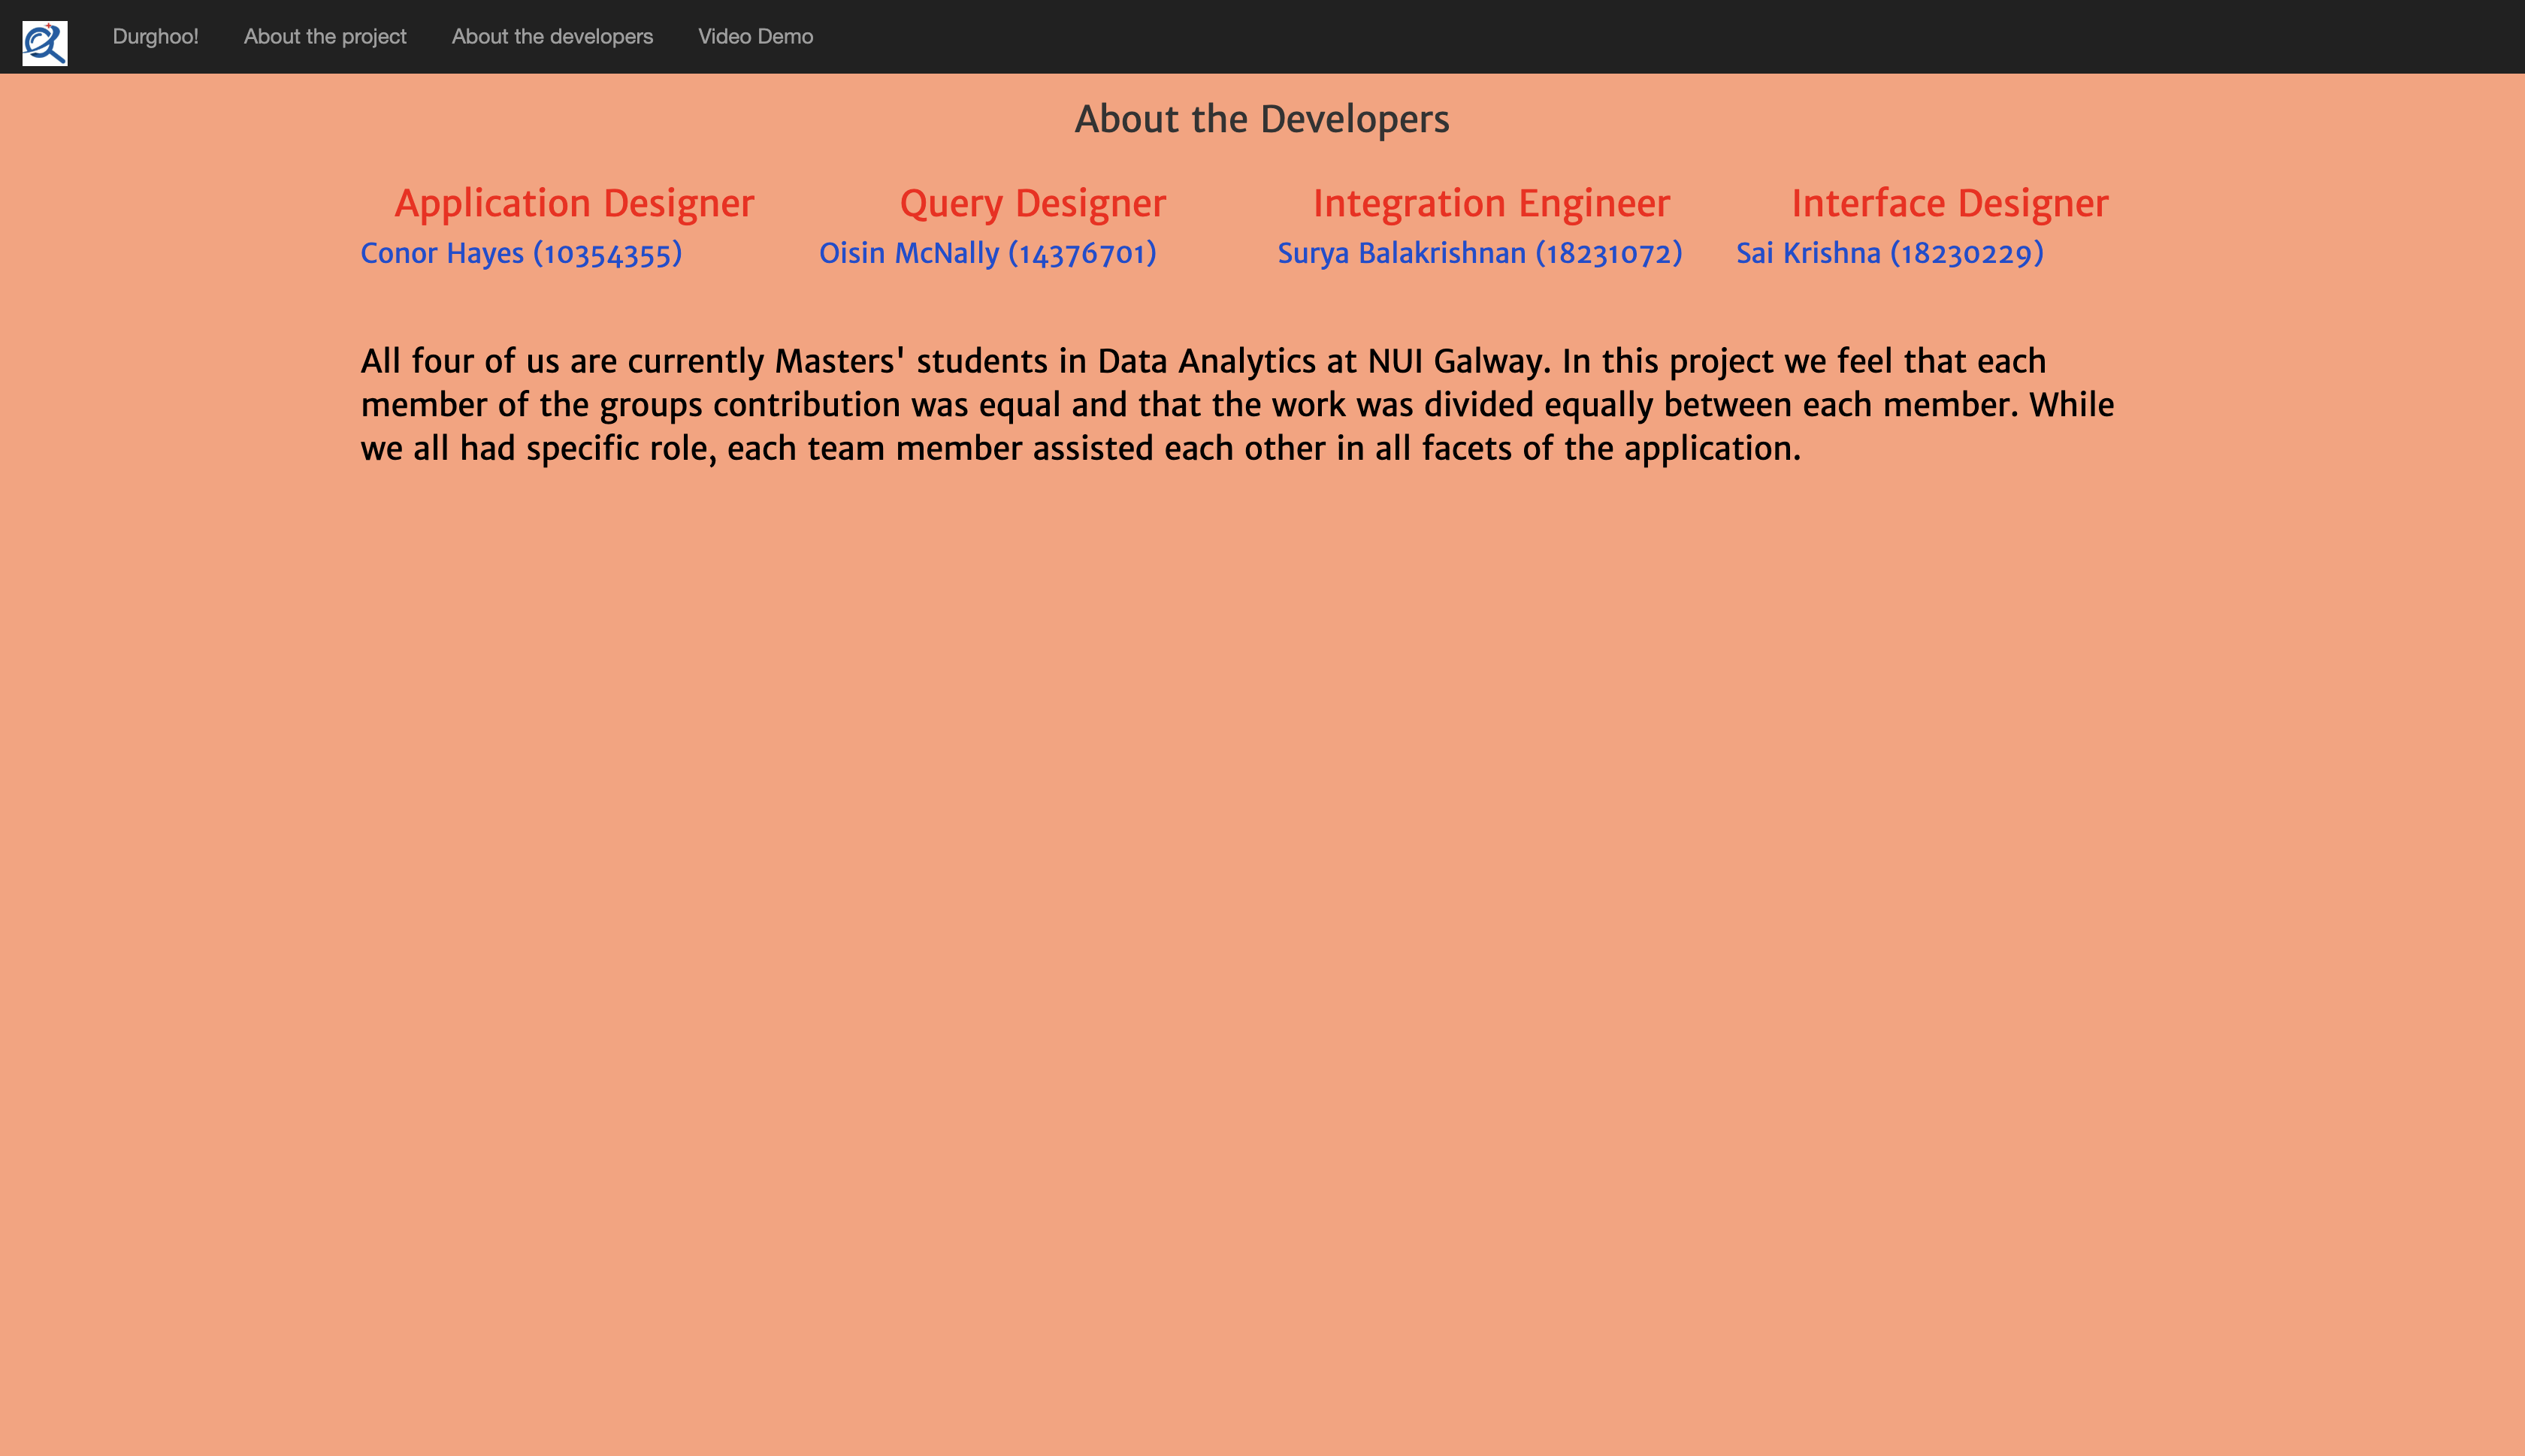 Durghoo! About the project About the developers Video Demo
About the Developers
Application Designer Query Designer Integration Engineer Interface Designer
Conor Hayes (10354355) Oisin McNally (14376701) Surya Balakrishnan (18231072) Sai Krishna (18230229)
All four of us are currently Masters' students in Data Analytics at NUI Galway. In this project we feel that each
member of the groups contribution was equal and that the work was divided equally between each member. While
we all had specific role, each team member assisted each other in all facets of the application.